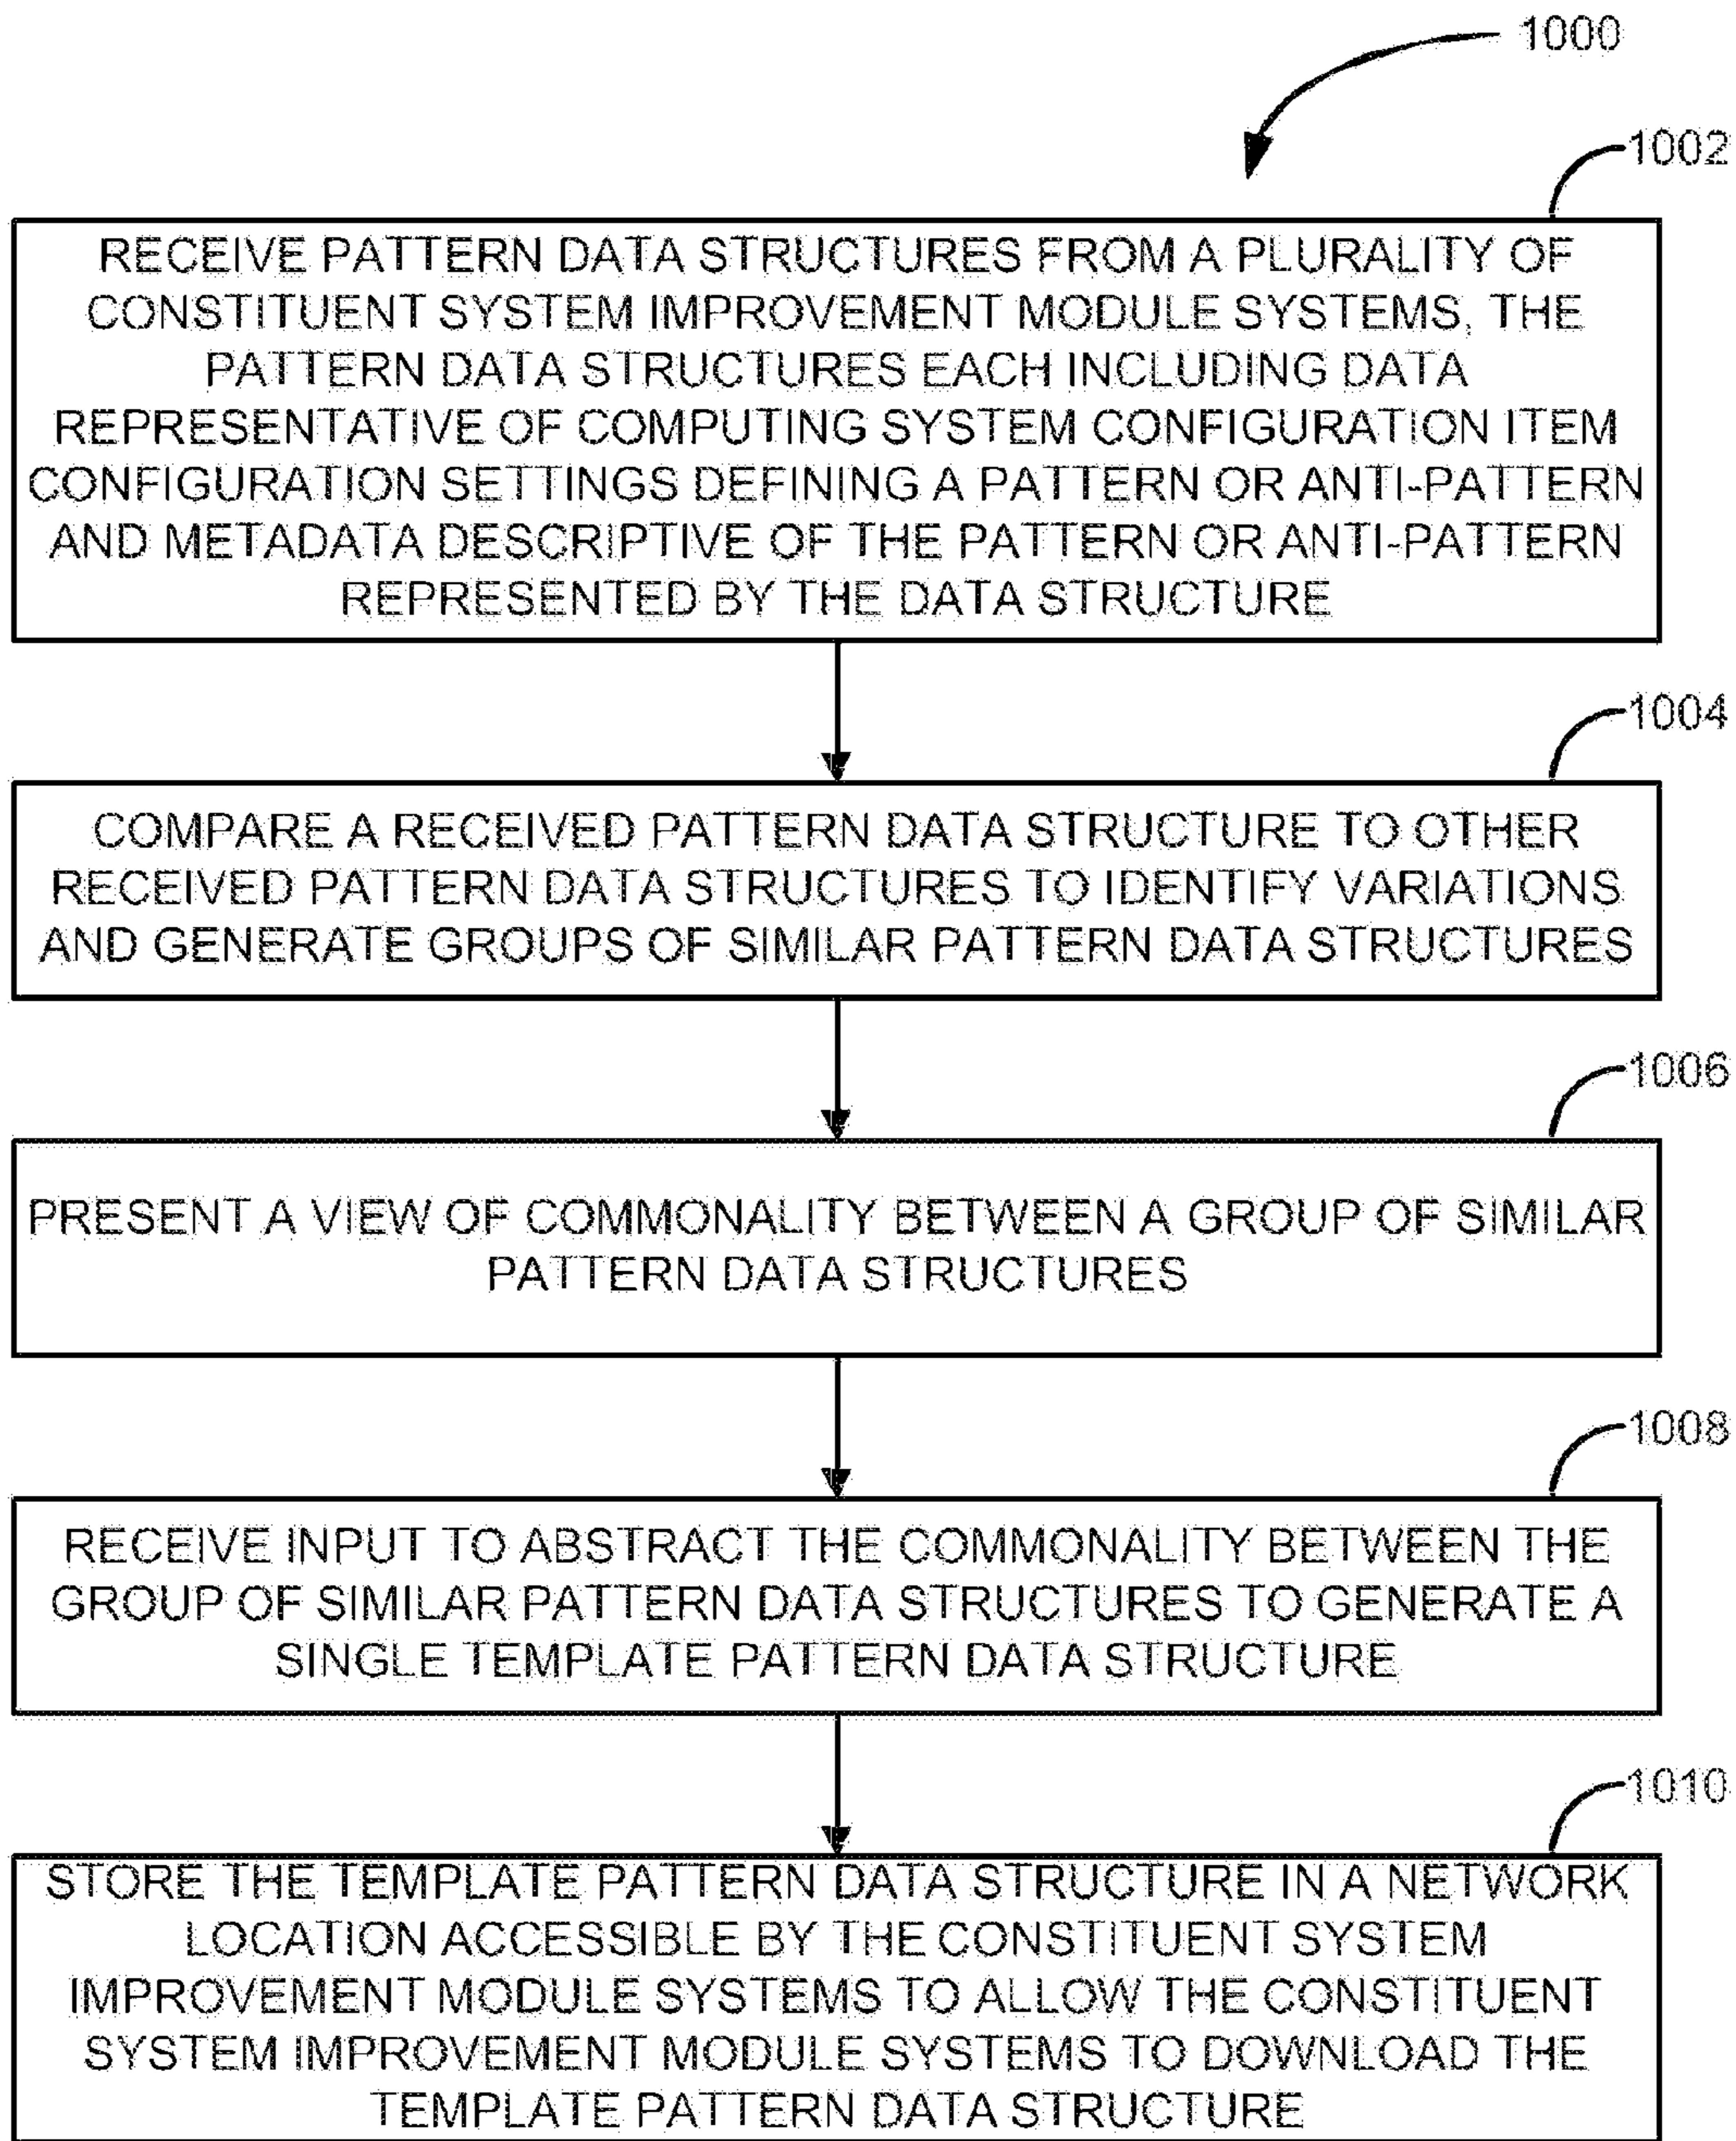 1000
1002
RECEIVE PATTERN DATA STRUCTURES FROM A PLURALITY OF
CONSTITUENT SYSTEM IMPROVEMENT MODULE SYSTEMS, THE
PATTERN DATA STRUCTURES EACH INCLUDING DATA
REPRESENTATIVE OF COMPUTING SYSTEM CONFIGURATION ITEM
CONFIGURATION SETTINGS DEFINING A PATTERN OR ANTI-PATTERN
AND METADATA DESCRIPTIVE OF THE PATTERN OR ANTI-PATTERN
REPRESENTED BY THE DATA STRUCTURE
1004
COMPARE A RECEIVED PATTERN DATA STRUCTURE TO OTHER
RECEIVED PATTERN DATA STRUCTURES TO IDENTIFY VARIATIONS
AND GENERATE GROUPS OF SIMILAR PATTERN DATA STRUCTURES
1006
PRESENT A VIEW OF COMMONALITY BETWEEN A GROUP OF SIMILAR
PATTERN DATA STRUCTURES
1008
RECEIVE INPUT TO ABSTRACT THE COMMONALITY BETWEEN THE
GROUP OF SIMILAR PATTERN DATA STRUCTURES TO GENERATE A
SINGLE TEMPLATE PATTERN DATA STRUCTURE
1010
STORE THE TEMPLATE PATTERN DATA STRUCTURE IN A NETWORK
LOCATION ACCESSIBLE BY THE CONSTITUENT SYSTEM
IMPROVEMENT MODULE SYSTEMS TO ALLOW THE CONSTITUENT
SYSTEM IMPROVEMENT MODULE SYSTEMS TO DOWNLOAD THE
TEMPLATE PATTERN DATA STRUCTURE